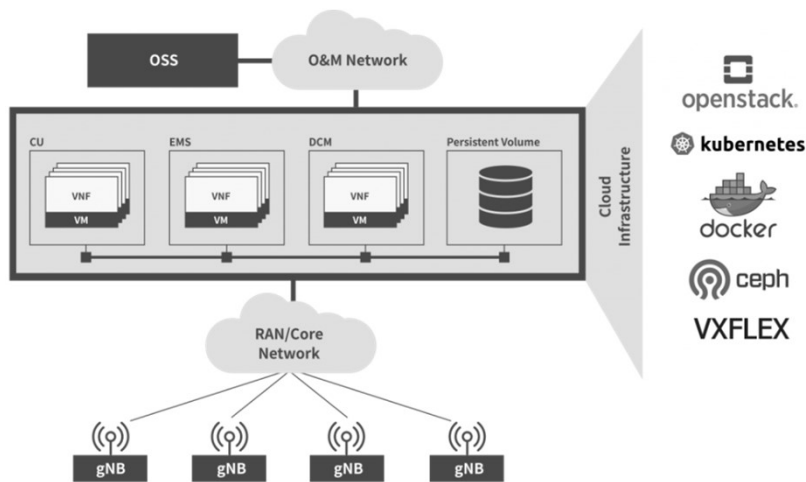 OSS
O&M Network
CU
EMS
DCM
Persistent Volume
VNF
VM
VNF
VM
VNF
VM
Cloud
Infrastructure
openstack.
kubernetes
docker
ceph
VXFLEX
RAN/Core
Network
gNB
gNB
gNB
gNB